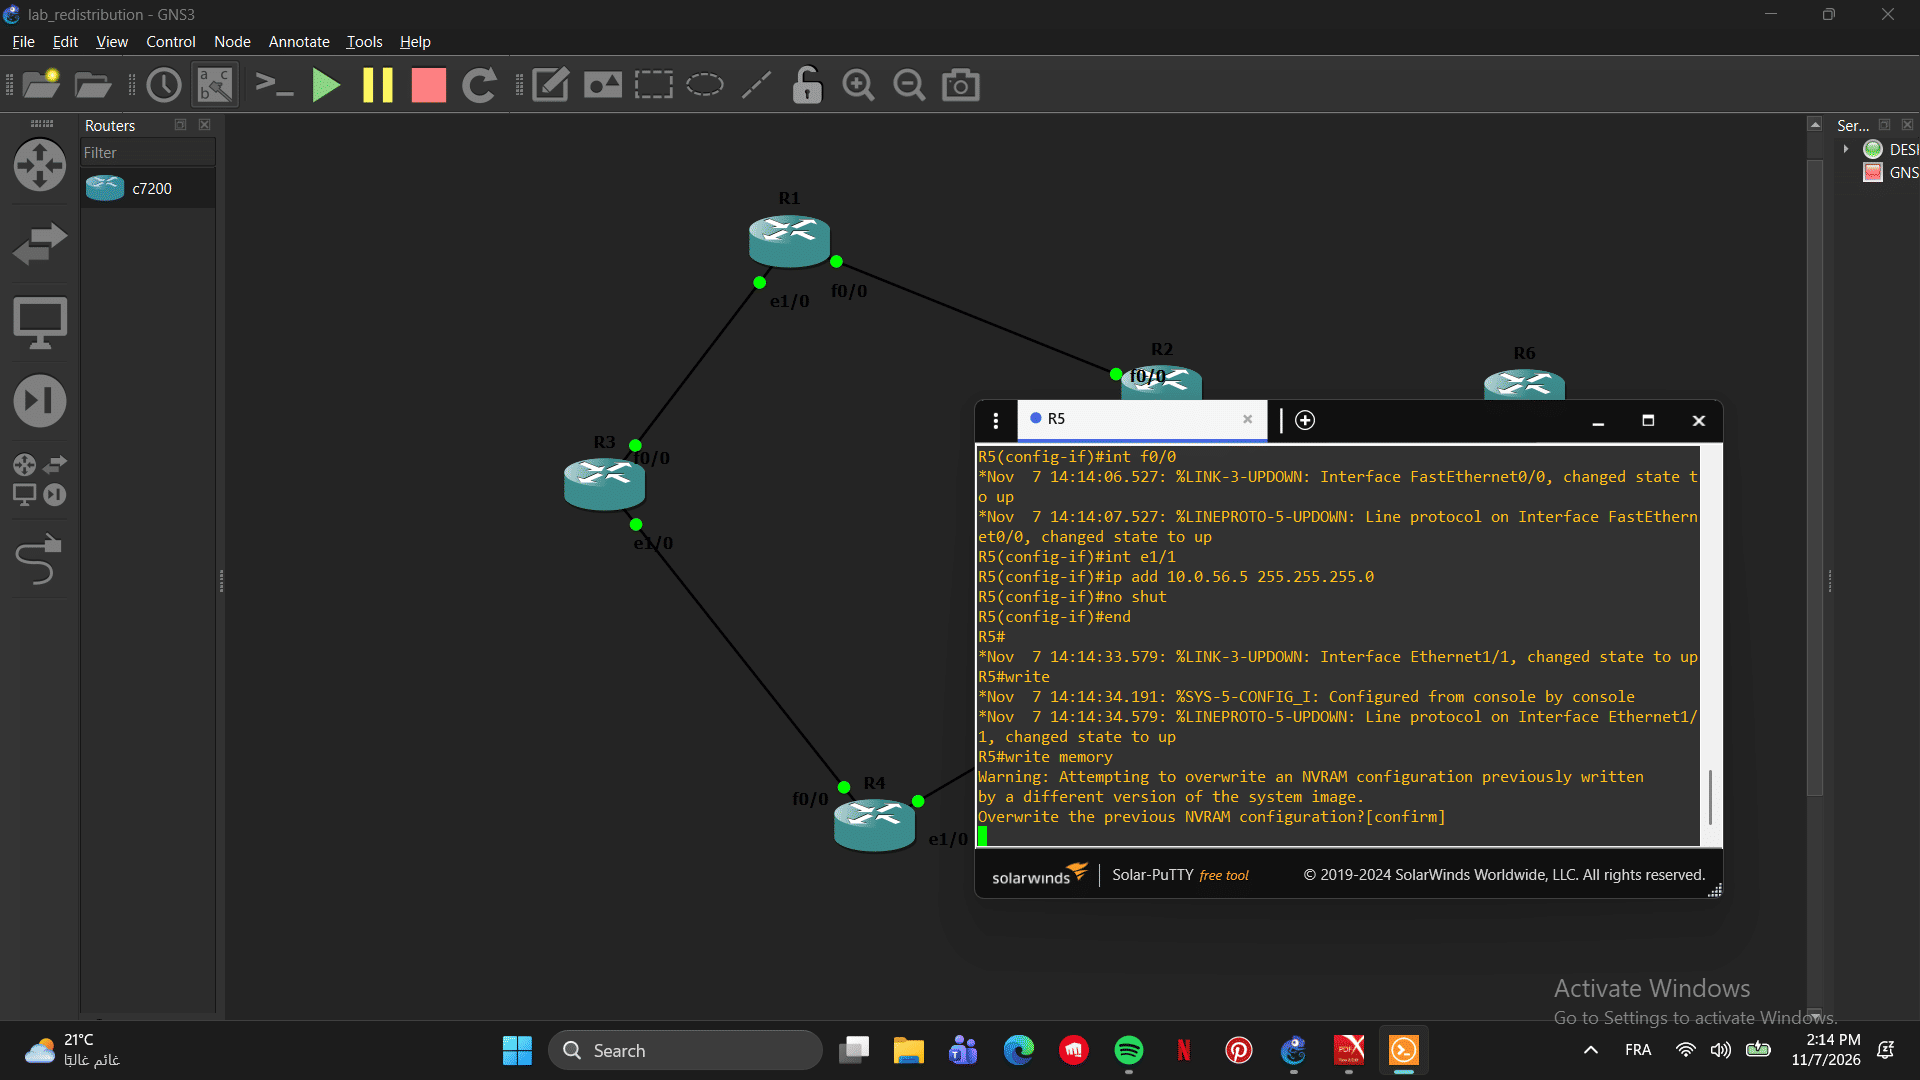 lab_redistribution - GNS3
File Edit View Control Node Annotate Tools Help
Routers
Filter
c7200
Ser...
DESI
GNS
R1
e1/0
f0/0
R2
f0/0
R6
R3
f0/0
e1/0
R4
f0/0
e1/0
R5
R5(config-if)#int f0/0
*Nov  7 14:14:06.527: %LINK-3-UPDOWN: Interface FastEthernet0/0, changed state t
o up
*Nov  7 14:14:07.527: %LINEPROTO-5-UPDOWN: Line protocol on Interface FastEthern
et0/0, changed state to up
R5(config-if)#int e1/1
R5(config-if)#ip add 10.0.56.5 255.255.255.0
R5(config-if)#no shut
R5(config-if)#end
R5#
*Nov  7 14:14:33.579: %LINK-3-UPDOWN: Interface Ethernet1/1, changed state to up
R5#write
*Nov  7 14:14:34.191: %SYS-5-CONFIG_I: Configured from console by console
*Nov  7 14:14:34.579: %LINEPROTO-5-UPDOWN: Line protocol on Interface Ethernet1/
1, changed state to up
R5#write memory
Warning: Attempting to overwrite an NVRAM configuration previously written
by a different version of the system image.
Overwrite the previous NVRAM configuration?[confirm]
solarwinds Solar-PuTTY free tool © 2019-2024 SolarWinds Worldwide, LLC. All rights reserved.
Activate Windows
Go to Settings to activate Windows.
21°C
غائم غالبًا
Search
FRA
2:14 PM
11/7/2026